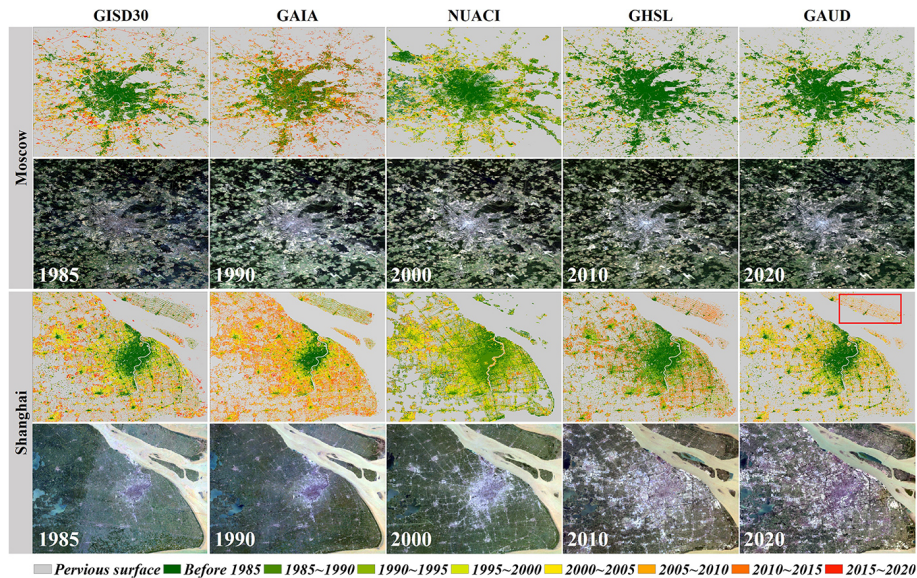 GISD30 GAIA NUACI GHSL GAUD
Moscow
1985 1990 2000 2010 2020
Shanghai
1985 1990 2000 2010 2020
Pervious surface Before 1985 1985~1990 1990~1995 1995~2000 2000~2005 2005~2010 2010~2015 2015~2020